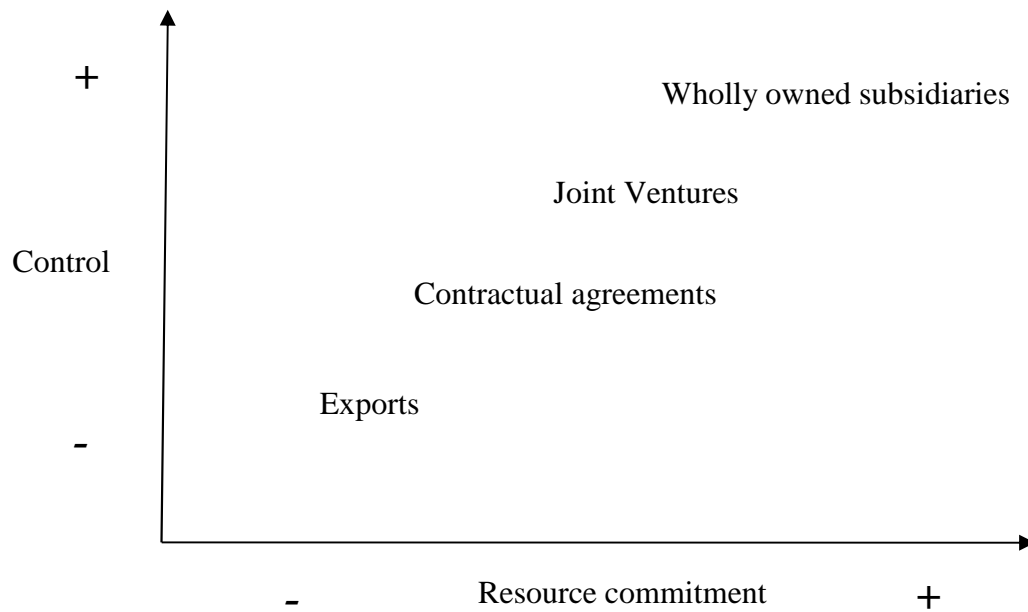 +
Wholly owned subsidiaries
Joint Ventures
Control
Contractual agreements
Exports
-
- Resource commitment +